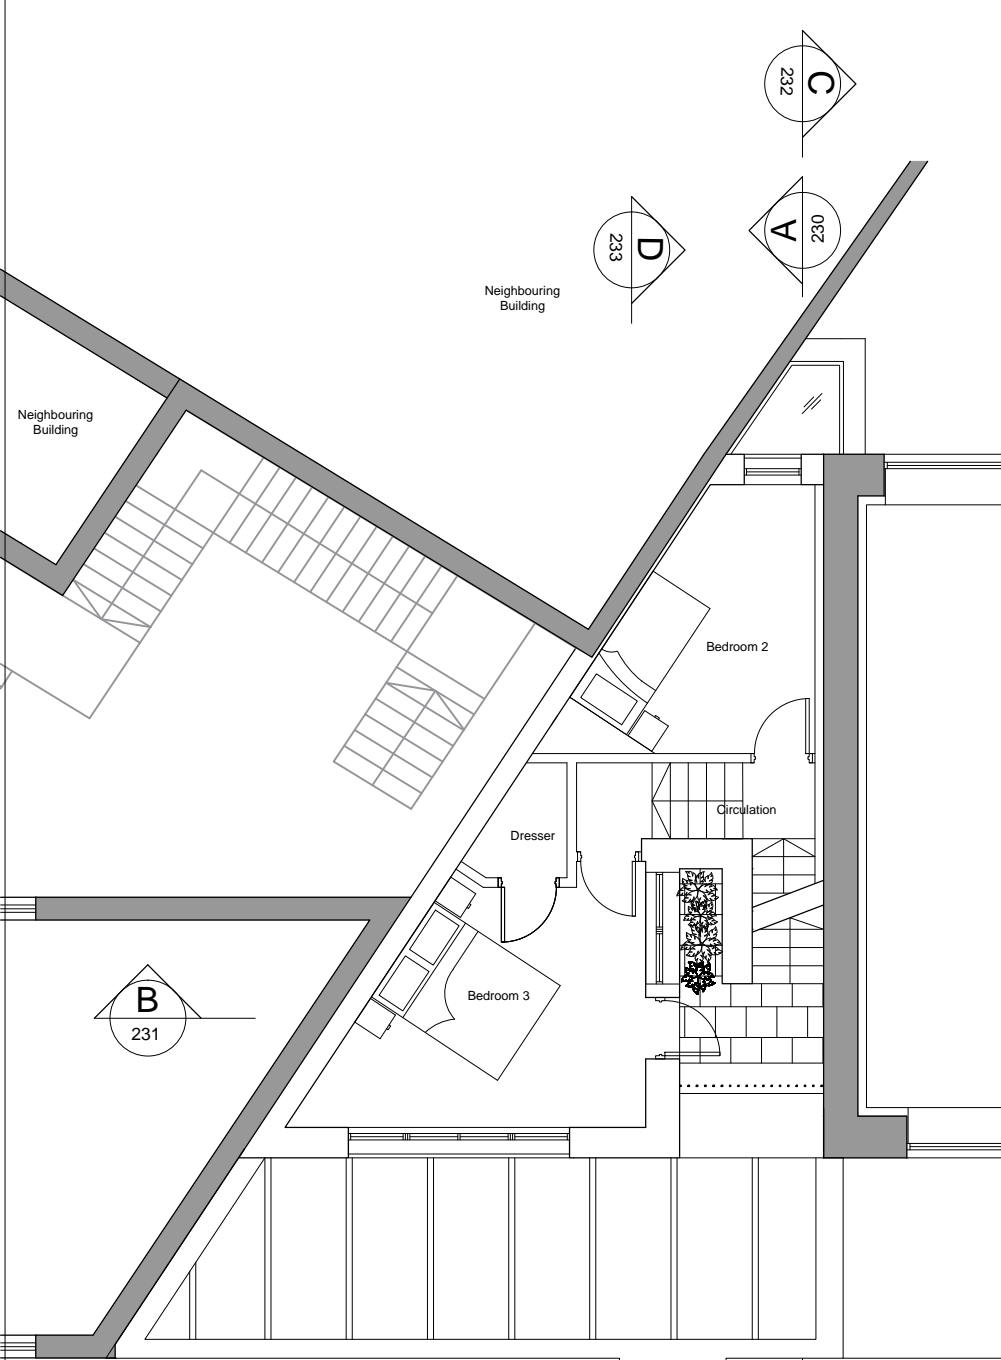 C
232
A
230
D
233
Neighbouring
Building
Neighbouring
Building
Bedroom 2
Circulation
Dresser
Bedroom 3
B
231